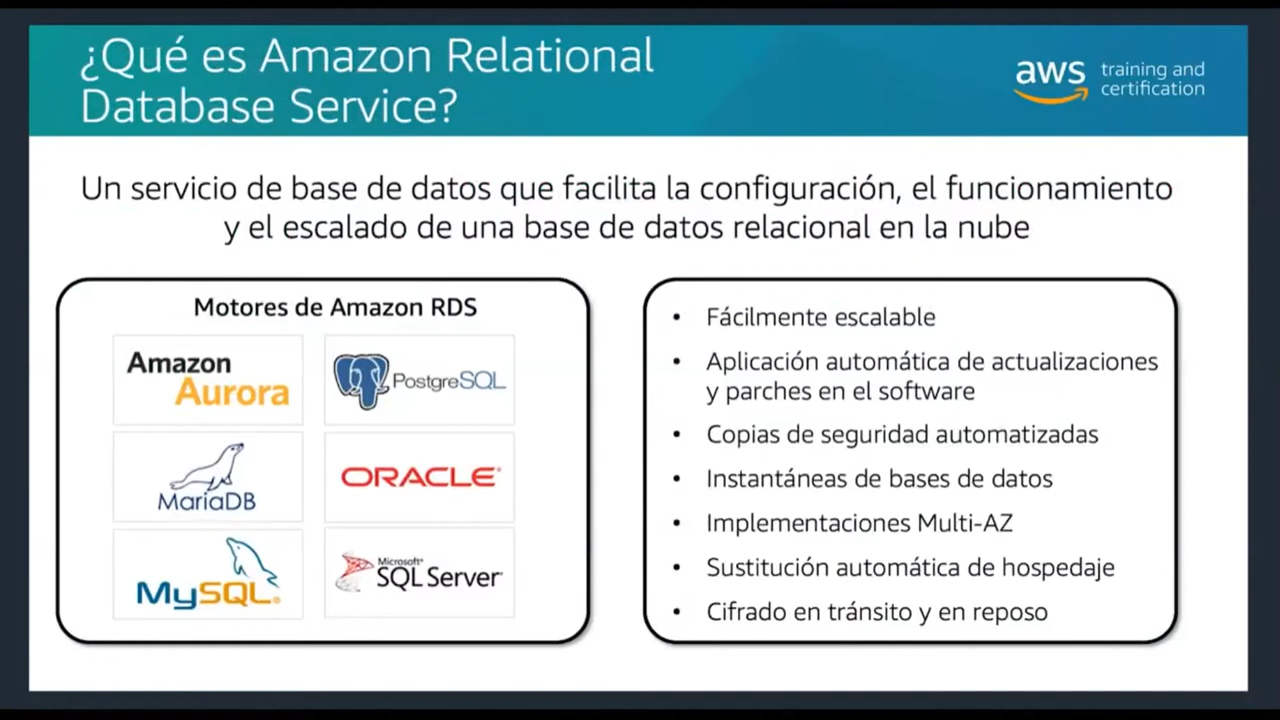 ¿Qué es Amazon Relational
Database Service?
aws training and
certification
Un servicio de base de datos que facilita la configuración, el funcionamiento
y el escalado de una base de datos relacional en la nube
Motores de Amazon RDS
Amazon
Aurora
PostgreSQL
MariaDB
ORACLE®
MySQL®
Microsoft®
SQL Server®
• Fácilmente escalable
• Aplicación automática de actualizaciones
y parches en el software
• Copias de seguridad automatizadas
• Instantáneas de bases de datos
• Implementaciones Multi-AZ
• Sustitución automática de hospedaje
• Cifrado en tránsito y en reposo